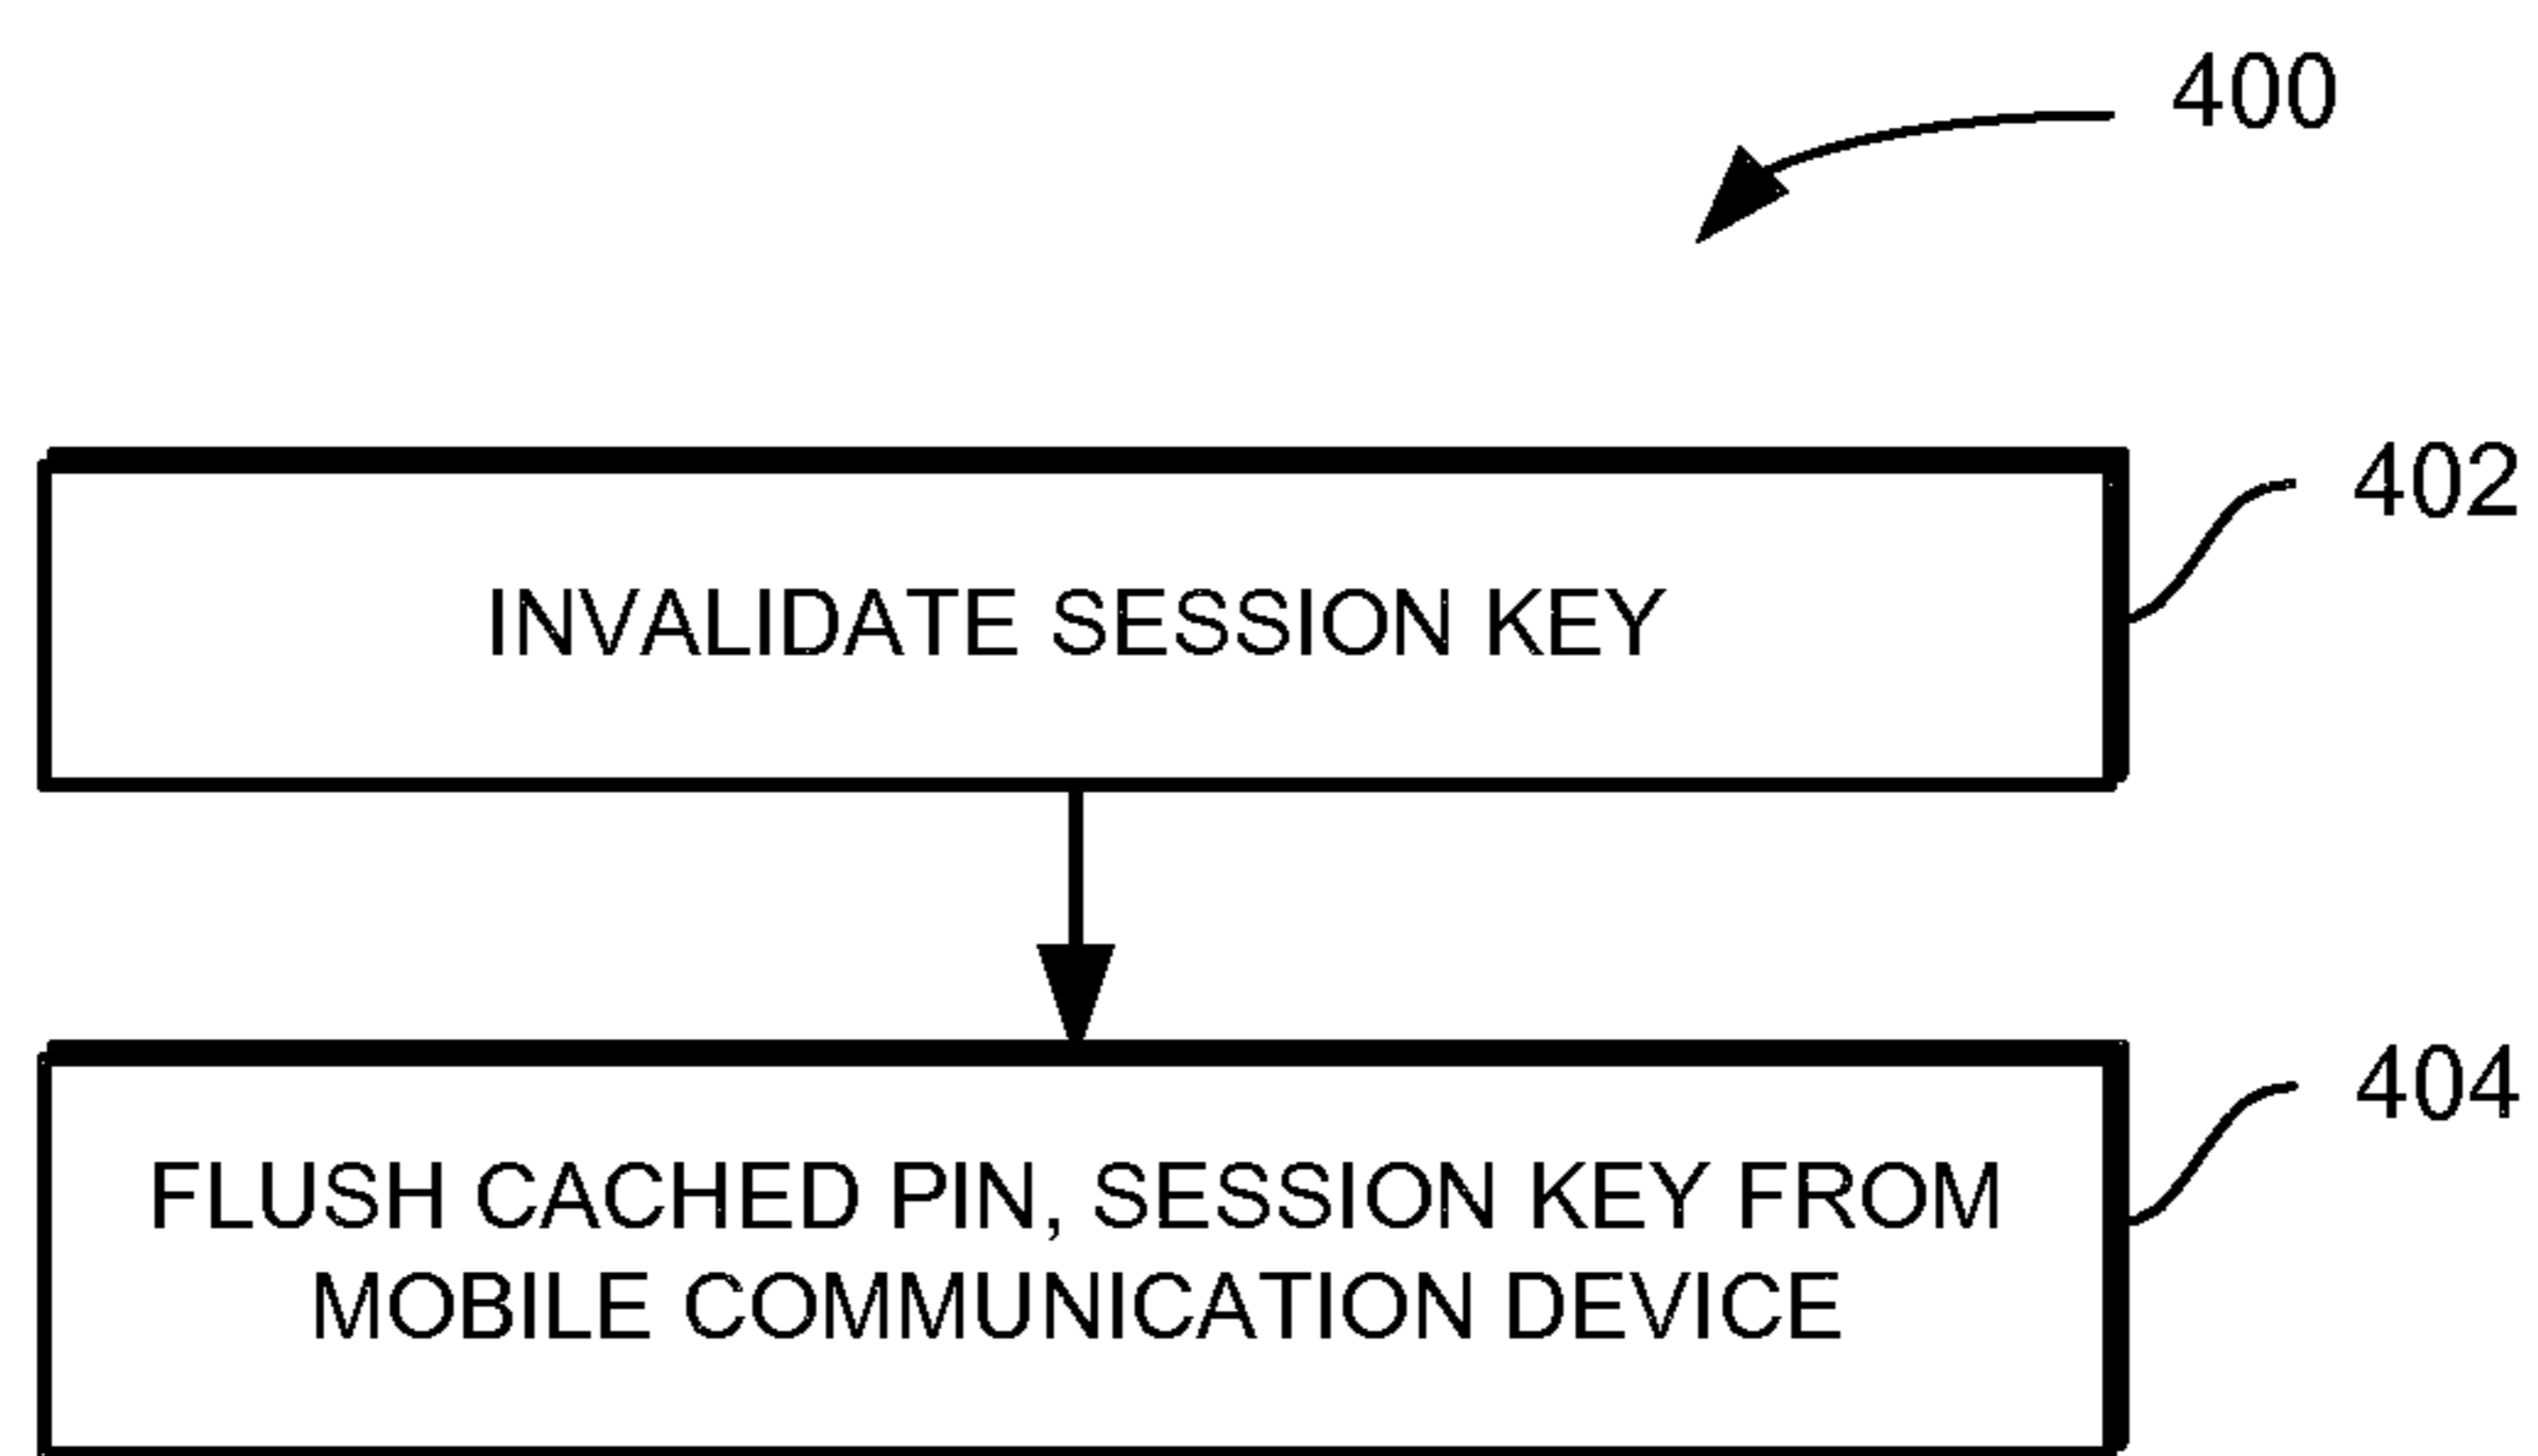 400
402
INVALIDATE SESSION KEY
404
FLUSH CACHED PIN, SESSION KEY FROM
MOBILE COMMUNICATION DEVICE